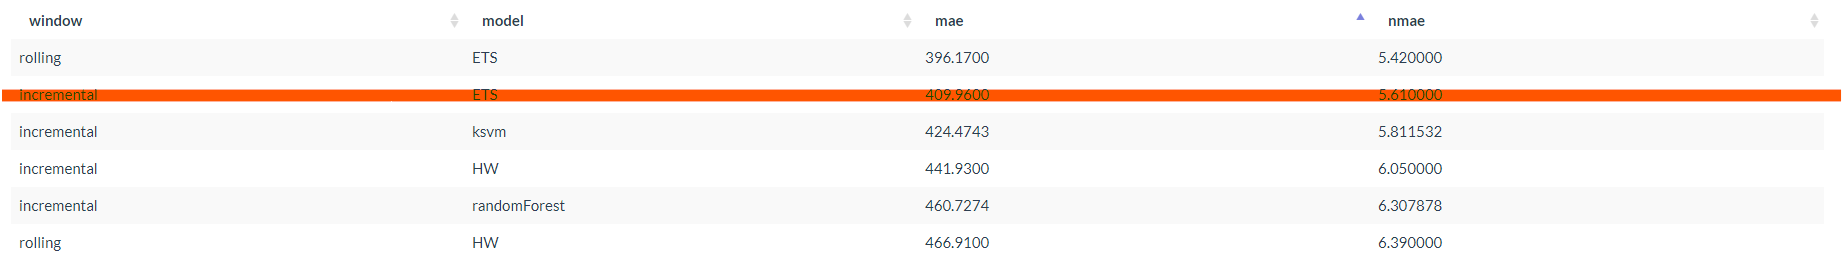 window model mae nmae
rolling ETS 396.1700 5.420000
incremental ETS 409.9600 5.610000
incremental ksvm 424.4743 5.811532
incremental HW 441.9300 6.050000
incremental randomForest 460.7274 6.307878
rolling HW 466.9100 6.390000